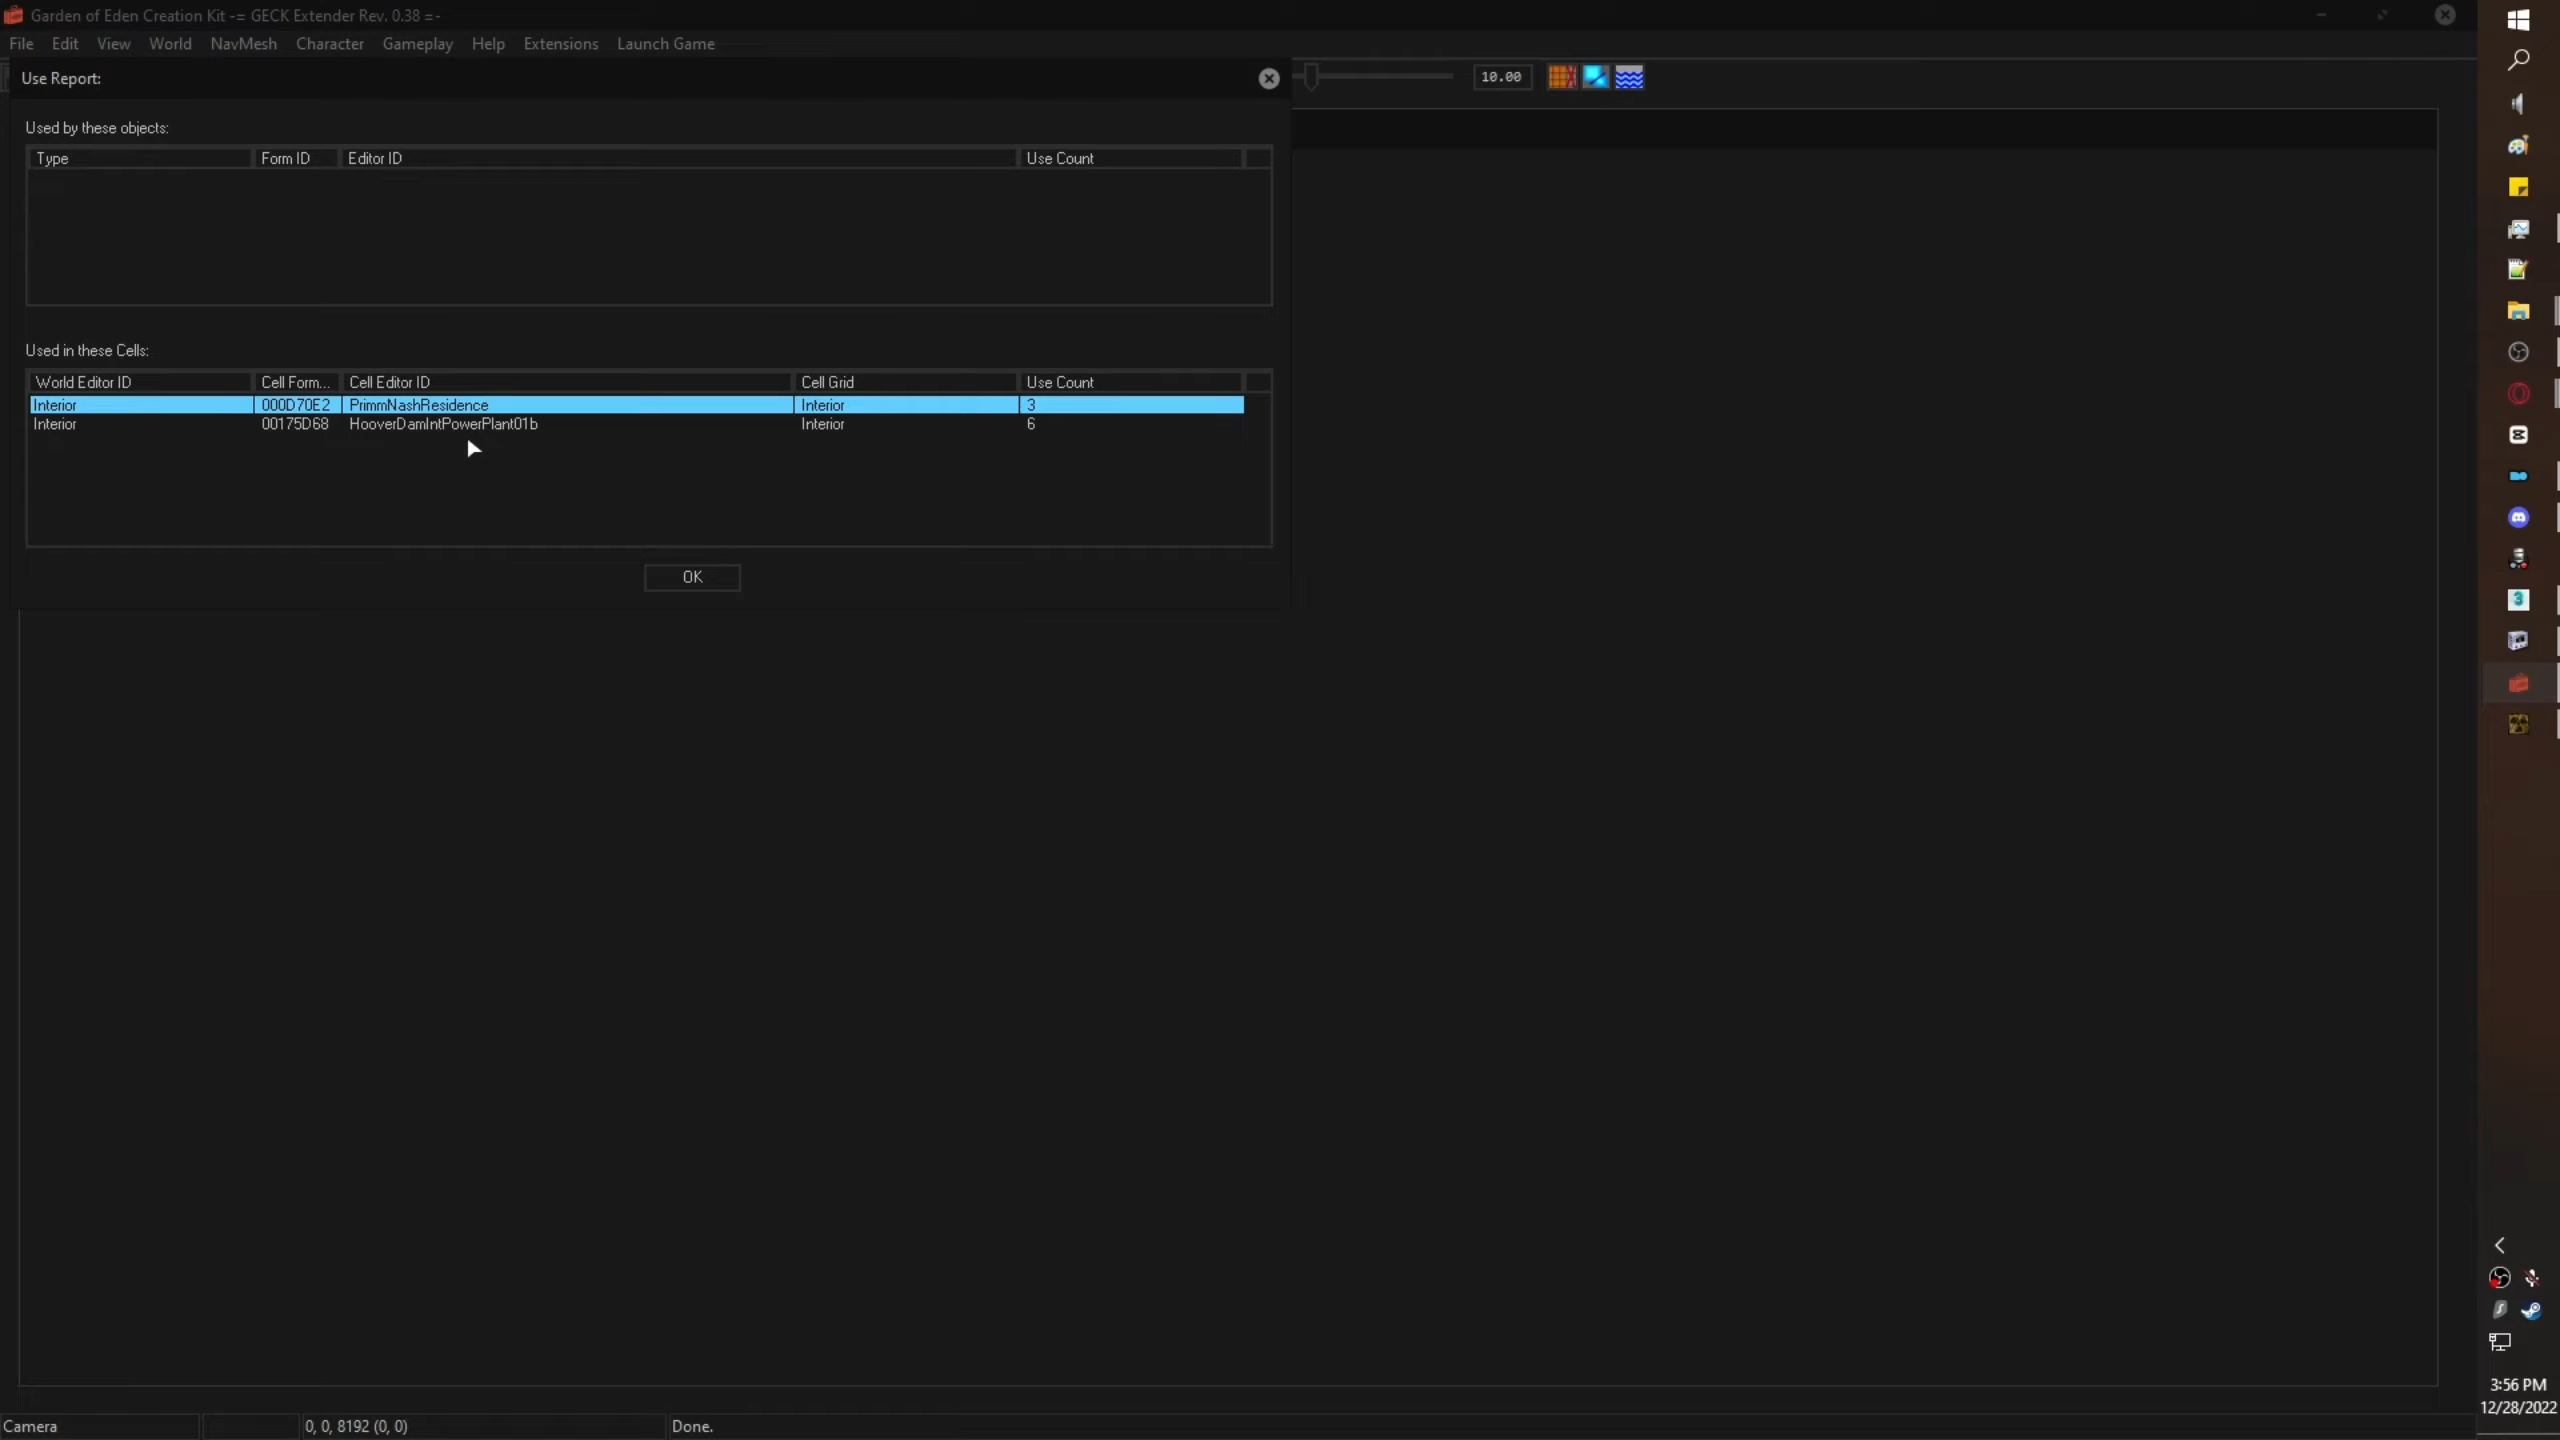 Garden of Eden Creation Kit -= GECK Extender Rev. 0.38 =-
File Edit View World NavMesh Character Gameplay Help Extensions Launch Game
Use Report:
10.00
Used by these objects:
Type Form ID Editor ID Use Count
Used in these Cells:
World Editor ID Cell Form... Cell Editor ID Cell Grid Use Count
Interior 000D70E2 PrimmNashResidence Interior 3
Interior 00175D68 HooverDamIntPowerPlant01b Interior 6
OK
3:56 PM
12/28/2022
Camera 0, 0, 8192 (0, 0) Done.